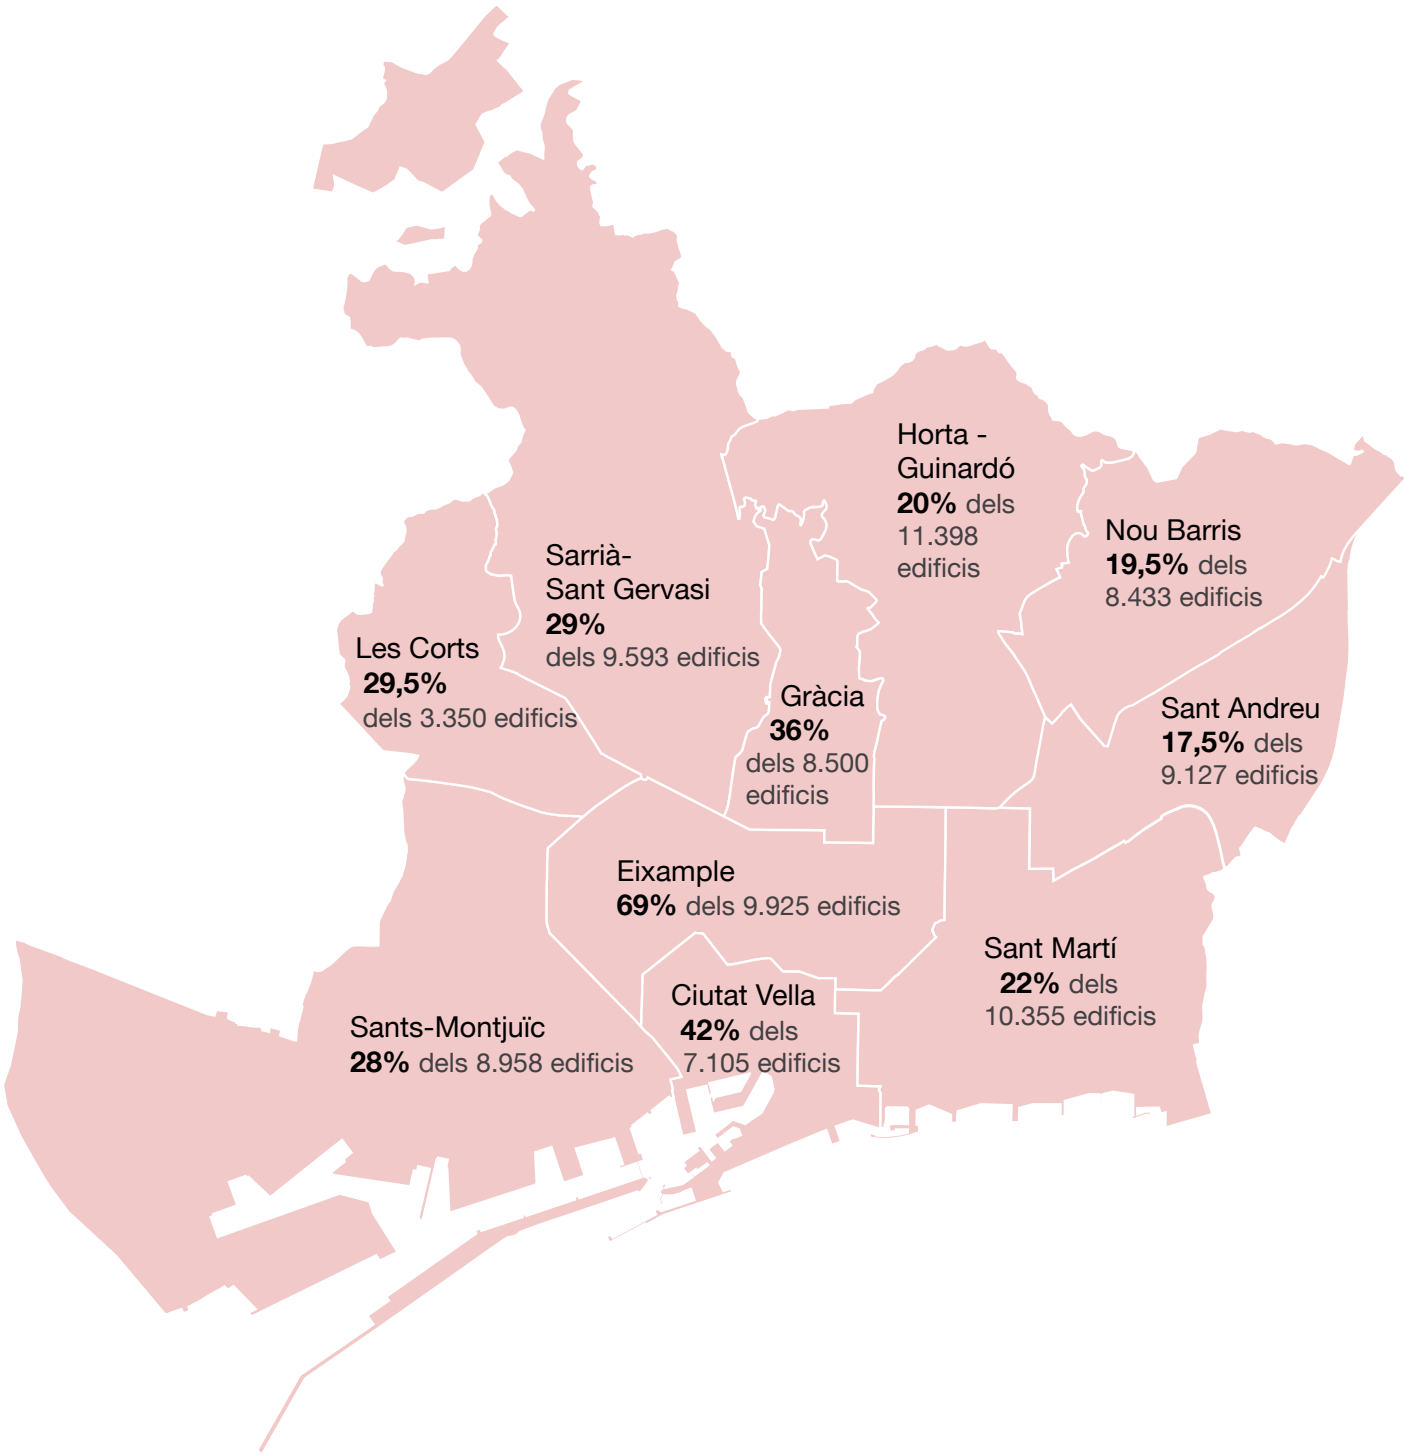 Horta -
Guinardó
20% dels
11.398
edificis
Nou Barris
19,5% dels
8.433 edificis
Sarrià-
Sant Gervasi
29%
dels 9.593 edificis
Les Corts
29,5%
dels 3.350 edificis
Gràcia
36%
dels 8.500
edificis
Sant Andreu
17,5% dels
9.127 edificis
Eixample
69% dels 9.925 edificis
Sant Martí
22% dels
10.355 edificis
Ciutat Vella
42% dels
7.105 edificis
Sants-Montjuïc
28% dels 8.958 edificis